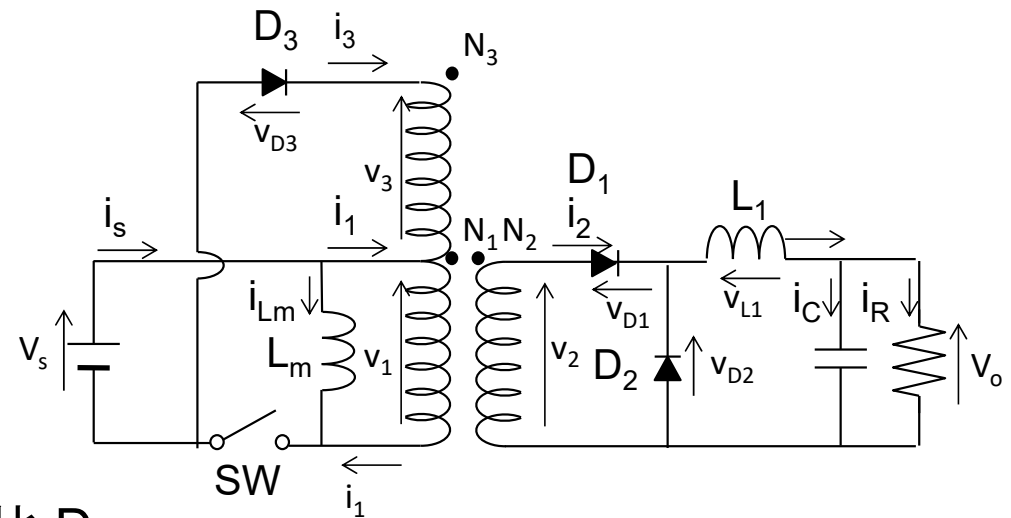 D3
i3
N3
vD3
v3
D1
is
i1
N1 N2
i2
L1
iLm
Lm
Vs
v1
v2
vD1
D2
vD2
vL1
iC
iR
Vo
SW
i1